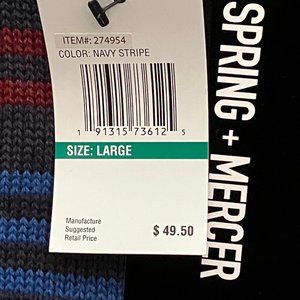 ITEM#: 274954
COLOR: NAVY STRIPE
1 91315 73612 5
SIZE: LARGE
Manufacture
Suggested
Retail Price
$ 49.50
SPRING + MERCER